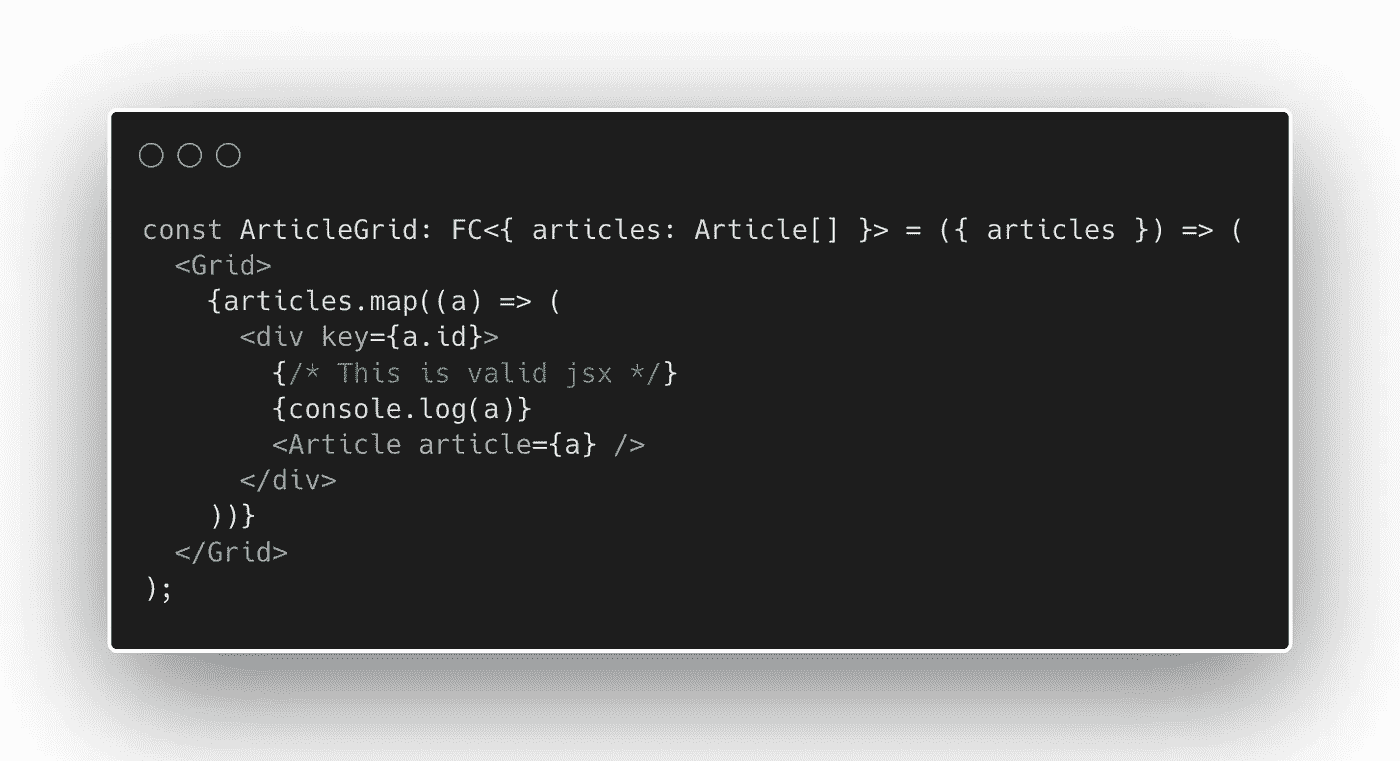 const ArticleGrid: FC<{ articles: Article[] }> = ({ articles }) => (
  <Grid>
    {articles.map((a) => (
      <div key={a.id}>
        {/* This is valid jsx */}
        {console.log(a)}
        <Article article={a} />
      </div>
    ))}
  </Grid>
);